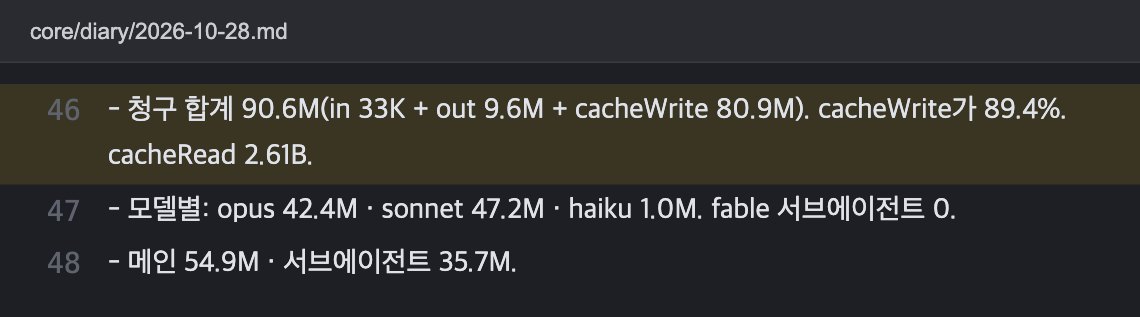 core/diary/2026-10-28.md
46 - 청구 합계 90.6M(in 33K + out 9.6M + cacheWrite 80.9M). cacheWrite가 89.4%.
cacheRead 2.61B.
47 - 모델별: opus 42.4M · sonnet 47.2M · haiku 1.0M. fable 서브에이전트 0.
48 - 메인 54.9M · 서브에이전트 35.7M.